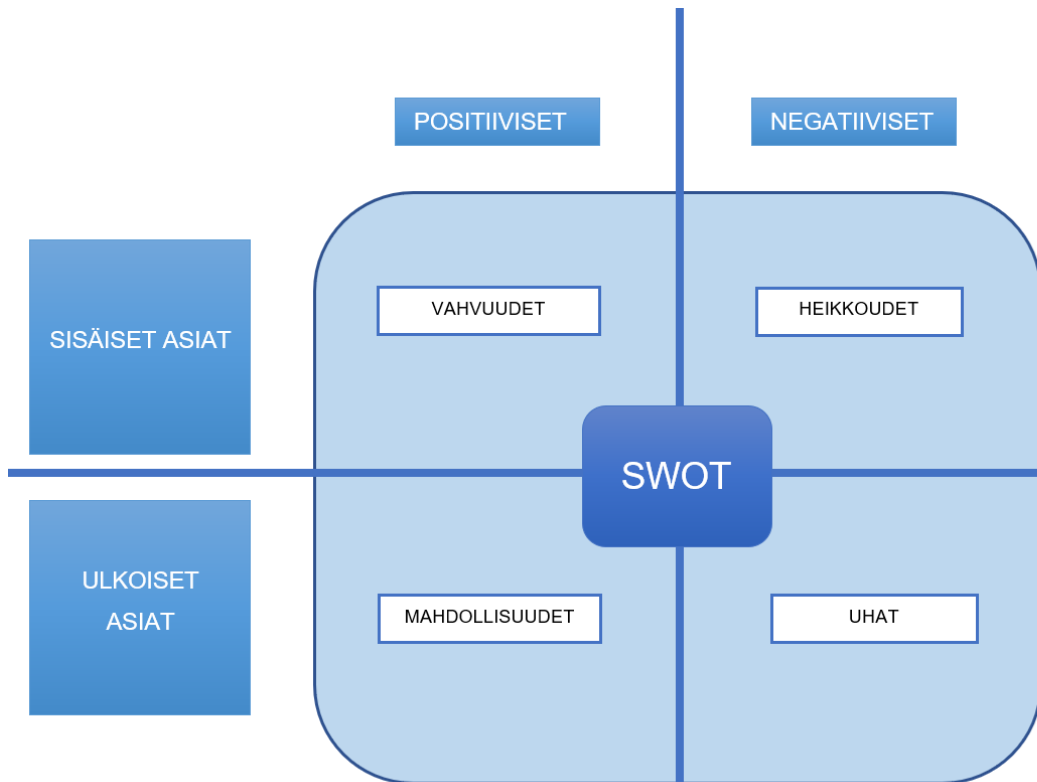 POSITIIVISET
NEGATIIVISET
SISÄISET ASIAT
VAHVUUDET
HEIKKOUDET
SWOT
ULKOISET
ASIAT
MAHDOLLISUUDET
UHAT